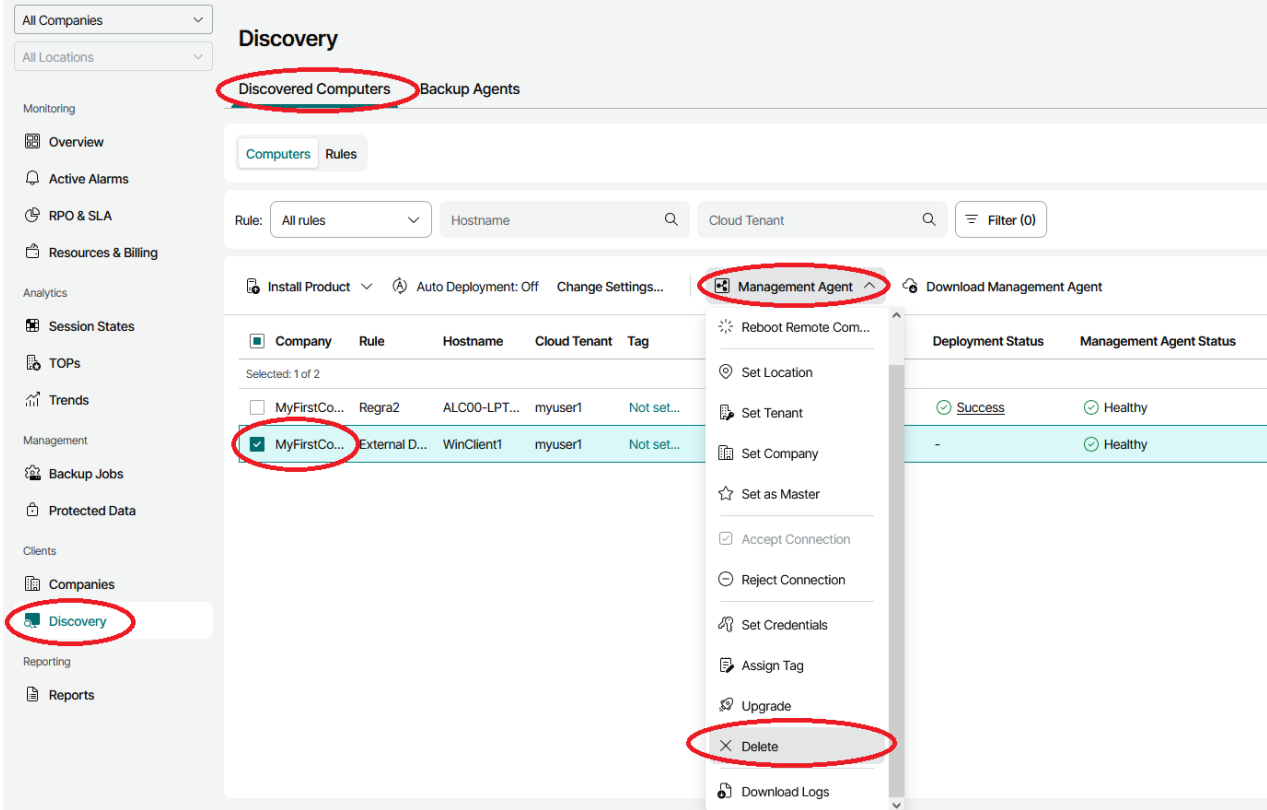 All Companies
All Locations
Monitoring
Overview
Active Alarms
RPO & SLA
Resources & Billing
Analytics
Session States
TOPs
Trends
Management
Backup Jobs
Protected Data
Clients
Companies
Discovery
Reporting
Reports
Discovery
Discovered Computers Backup Agents
Computers Rules
Rule: All rules Hostname Cloud Tenant Filter (0)
Install Product Auto Deployment: Off Change Settings... Management Agent Download Management Agent
Company Rule Hostname Cloud Tenant Tag Deployment Status Management Agent Status
Selected: 1 of 2
MyFirstCo... Regra2 ALC00-LPT... myuser1 Not set... Success Healthy
MyFirstCo... External D... WinClient1 myuser1 Not set... - Healthy
Reboot Remote Com...
Set Location
Set Tenant
Set Company
Set as Master
Accept Connection
Reject Connection
Set Credentials
Assign Tag
Upgrade
Delete
Download Logs